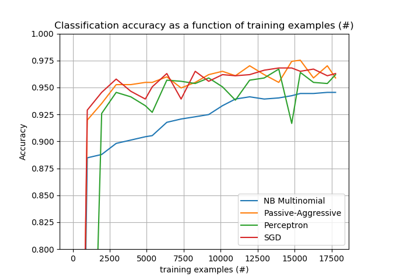 Classification accuracy as a function of training examples (#)
1.000
0.975
0.950
0.925
0.900
0.875
0.850
0.825
0.800
Accuracy
NB Multinomial
Passive-Aggressive
Perceptron
SGD
0 2500 5000 7500 10000 12500 15000 17500
training examples (#)